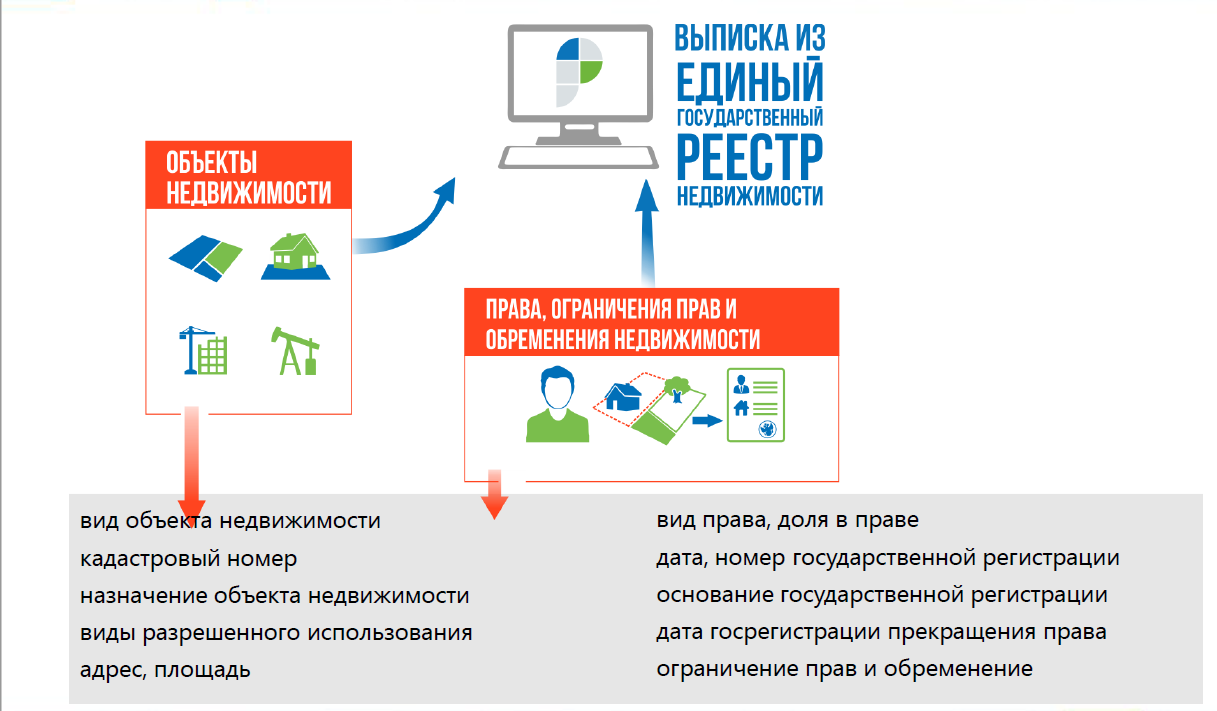 ВЫПИСКА ИЗ
ЕДИНЫЙ
ГОСУДАРСТВЕННЫЙ
РЕЕСТР
НЕДВИЖИМОСТИ
ОБЪЕКТЫ
НЕДВИЖИМОСТИ
ПРАВА, ОГРАНИЧЕНИЯ ПРАВ И
ОБРЕМЕНЕНИЯ НЕДВИЖИМОСТИ
вид объекта недвижимости
кадастровый номер
назначение объекта недвижимости
виды разрешенного использования
адрес, площадь
вид права, доля в праве
дата, номер государственной регистрации
основание государственной регистрации
дата госрегистрации прекращения права
ограничение прав и обременение